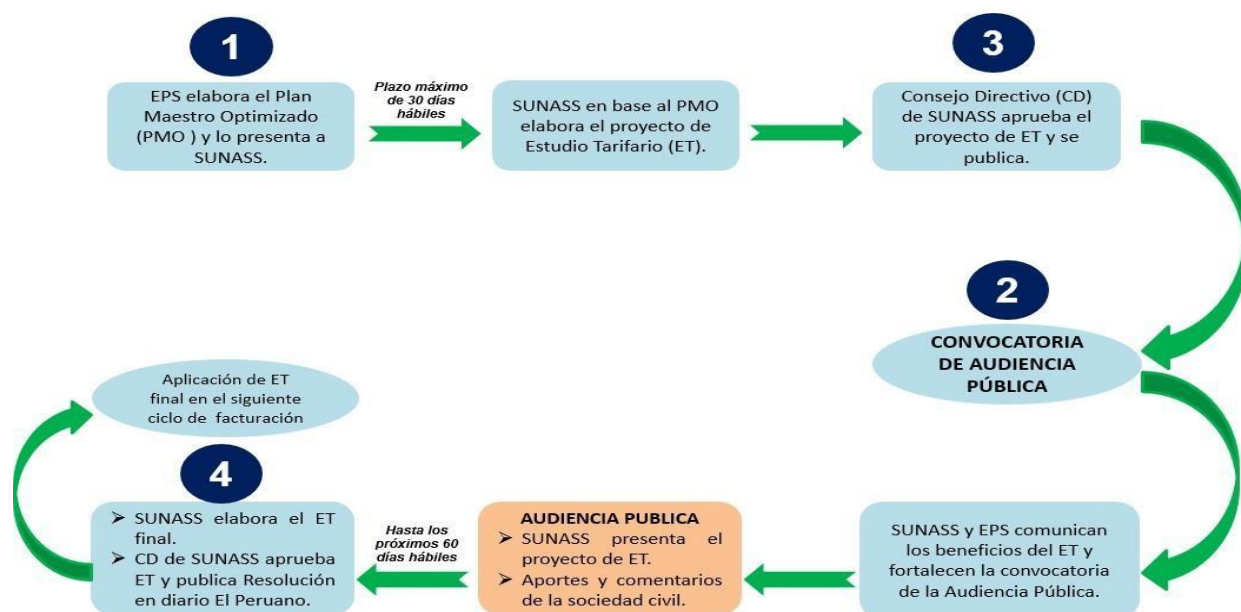 1
EPS elabora el Plan
Maestro Optimizado
(PMO ) y lo presenta a
SUNASS.
Plazo máximo
de 30 días
hábiles
SUNASS en base al PMO
elabora el proyecto de
Estudio Tarifario (ET).
3
Consejo Directivo (CD)
de SUNASS aprueba el
proyecto de ET y se
publica.
2
CONVOCATORIA
DE AUDIENCIA
PÚBLICA
SUNASS y EPS comunican
los beneficios del ET y
fortalecen la convocatoria
de la Audiencia Pública.
AUDIENCIA PUBLICA
➤ SUNASS presenta el
proyecto de ET.
➤ Aportes y comentarios
de la sociedad civil.
Hasta los
próximos 60
días hábiles
4
➤ SUNASS elabora el ET
final.
➤ CD de SUNASS aprueba
ET y publica Resolución
en diario El Peruano.
Aplicación de ET
final en el siguiente
ciclo de facturación